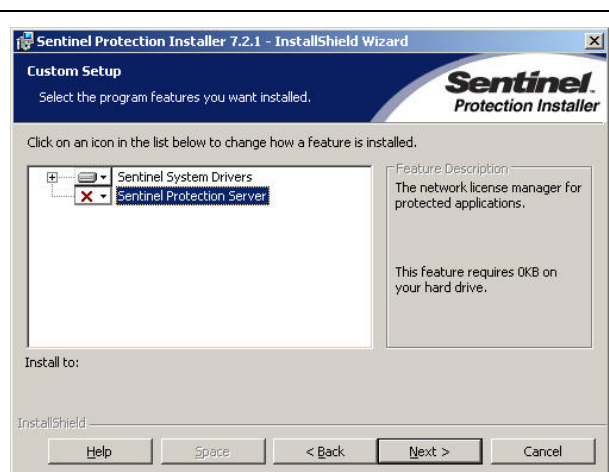 Sentinel Protection Installer 7.2.1 - InstallShield Wizard
Custom Setup
Select the program features you want installed.
Sentinel.
Protection Installer
Click on an icon in the list below to change how a feature is installed.
Sentinel System Drivers
Sentinel Protection Server
Feature Description
The network license manager for
protected applications.
This feature requires 0KB on
your hard drive.
Install to:
InstallShield
Help
Space
< Back
Next >
Cancel